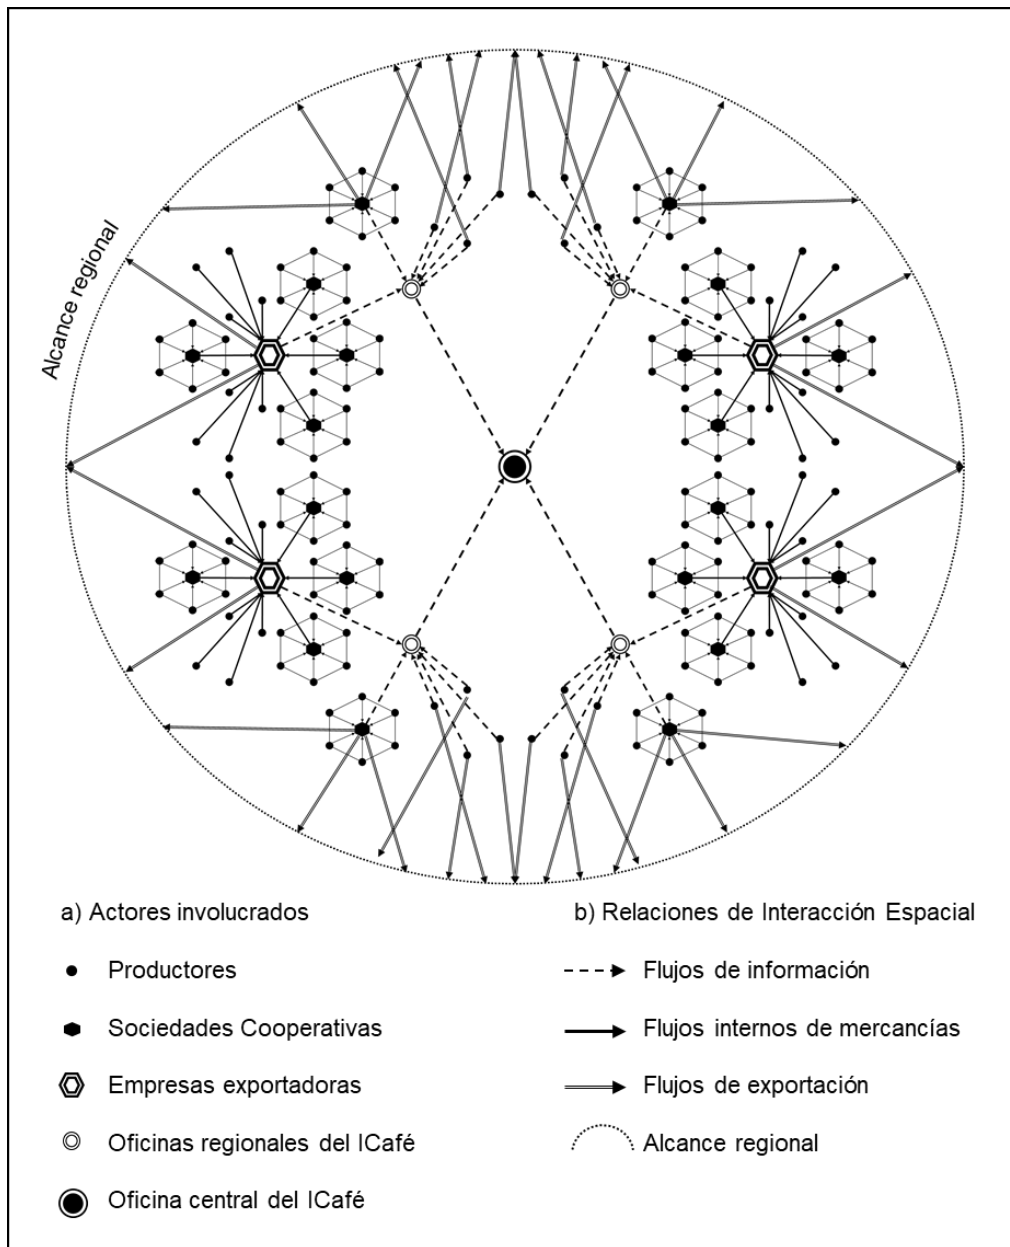 Alcance regional
a) Actores involucrados
Productores
Sociedades Cooperativas
Empresas exportadoras
Oficinas regionales del ICafé
Oficina central del ICafé
b) Relaciones de Interacción Espacial
Flujos de información
Flujos internos de mercancías
Flujos de exportación
Alcance regional